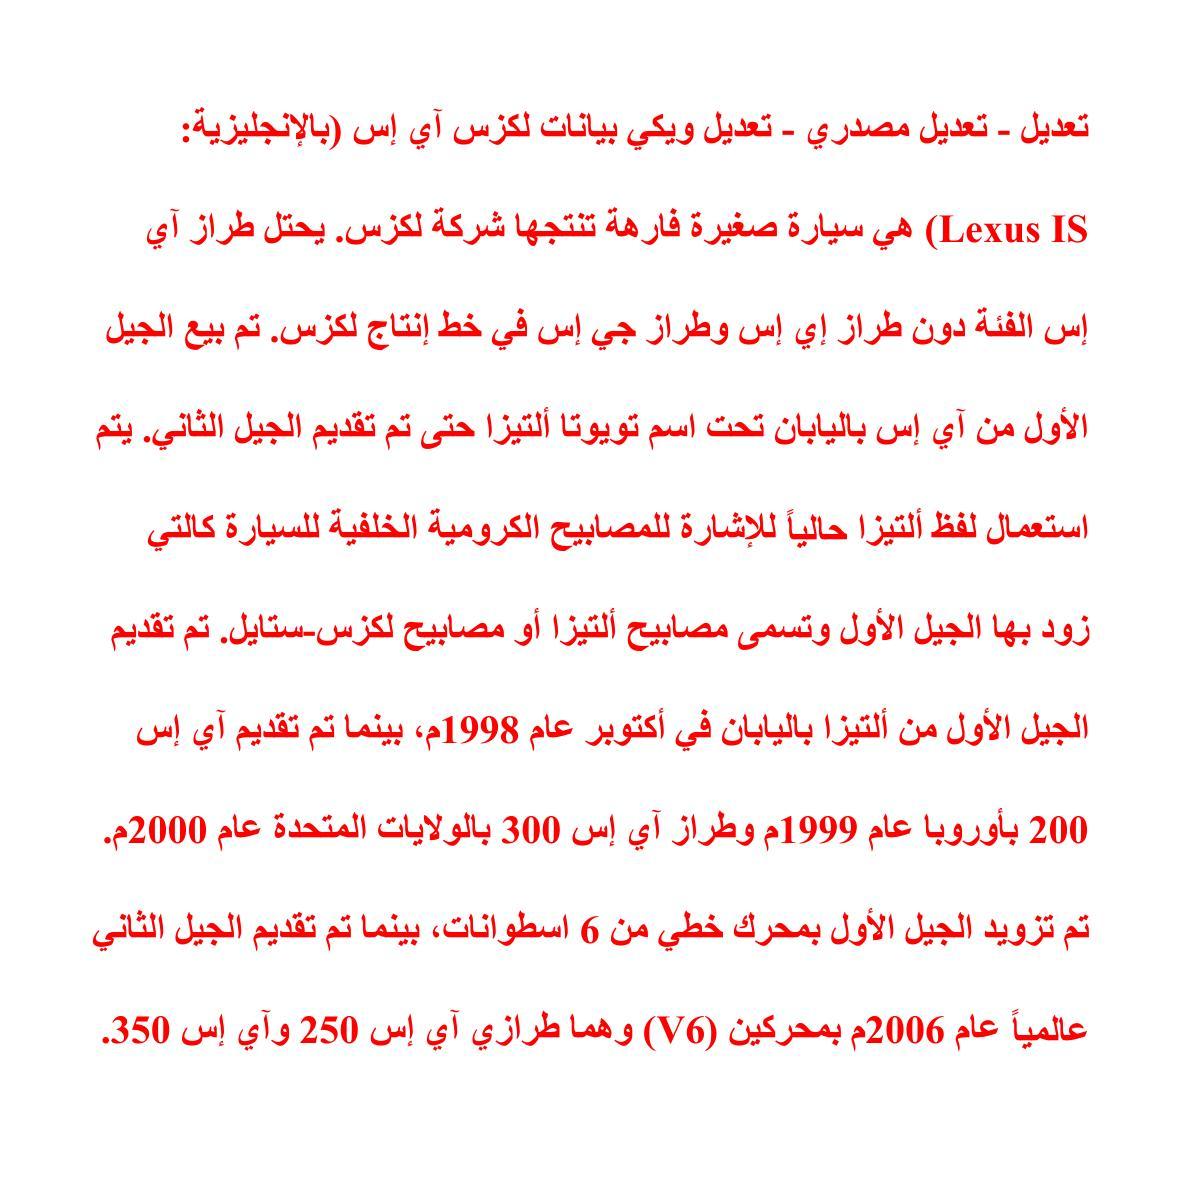 تعديل - تعديل مصدري - تعديل ويكي بيانات لكزس آي إس (بالإنجليزية:
Lexus IS) هي سيارة صغيرة فارهة تنتجها شركة لكزس. يحتل طراز آي
إس الفئة دون طراز إي إس وطراز جي إس في خط إنتاج لكزس. تم بيع الجيل
الأول من آي إس باليابان تحت اسم تويوتا ألتيزا حتى تم تقديم الجيل الثاني. يتم
استعمال لفظ ألتيزا حالياً للإشارة للمصابيح الكرومية الخلفية للسيارة كالتي
زود بها الجيل الأول وتسمى مصابيح ألتيزا أو مصابيح لكزس-ستايل. تم تقديم
الجيل الأول من ألتيزا باليابان في أكتوبر عام 1998م، بينما تم تقديم آي إس
200 بأوروبا عام 1999م وطراز آي إس 300 بالولايات المتحدة عام 2000م.
تم تزويد الجيل الأول بمحرك خطي من 6 اسطوانات، بينما تم تقديم الجيل الثاني
عالمياً عام 2006م بمحركين (V6) وهما طرازي آي إس 250 وآي إس 350.